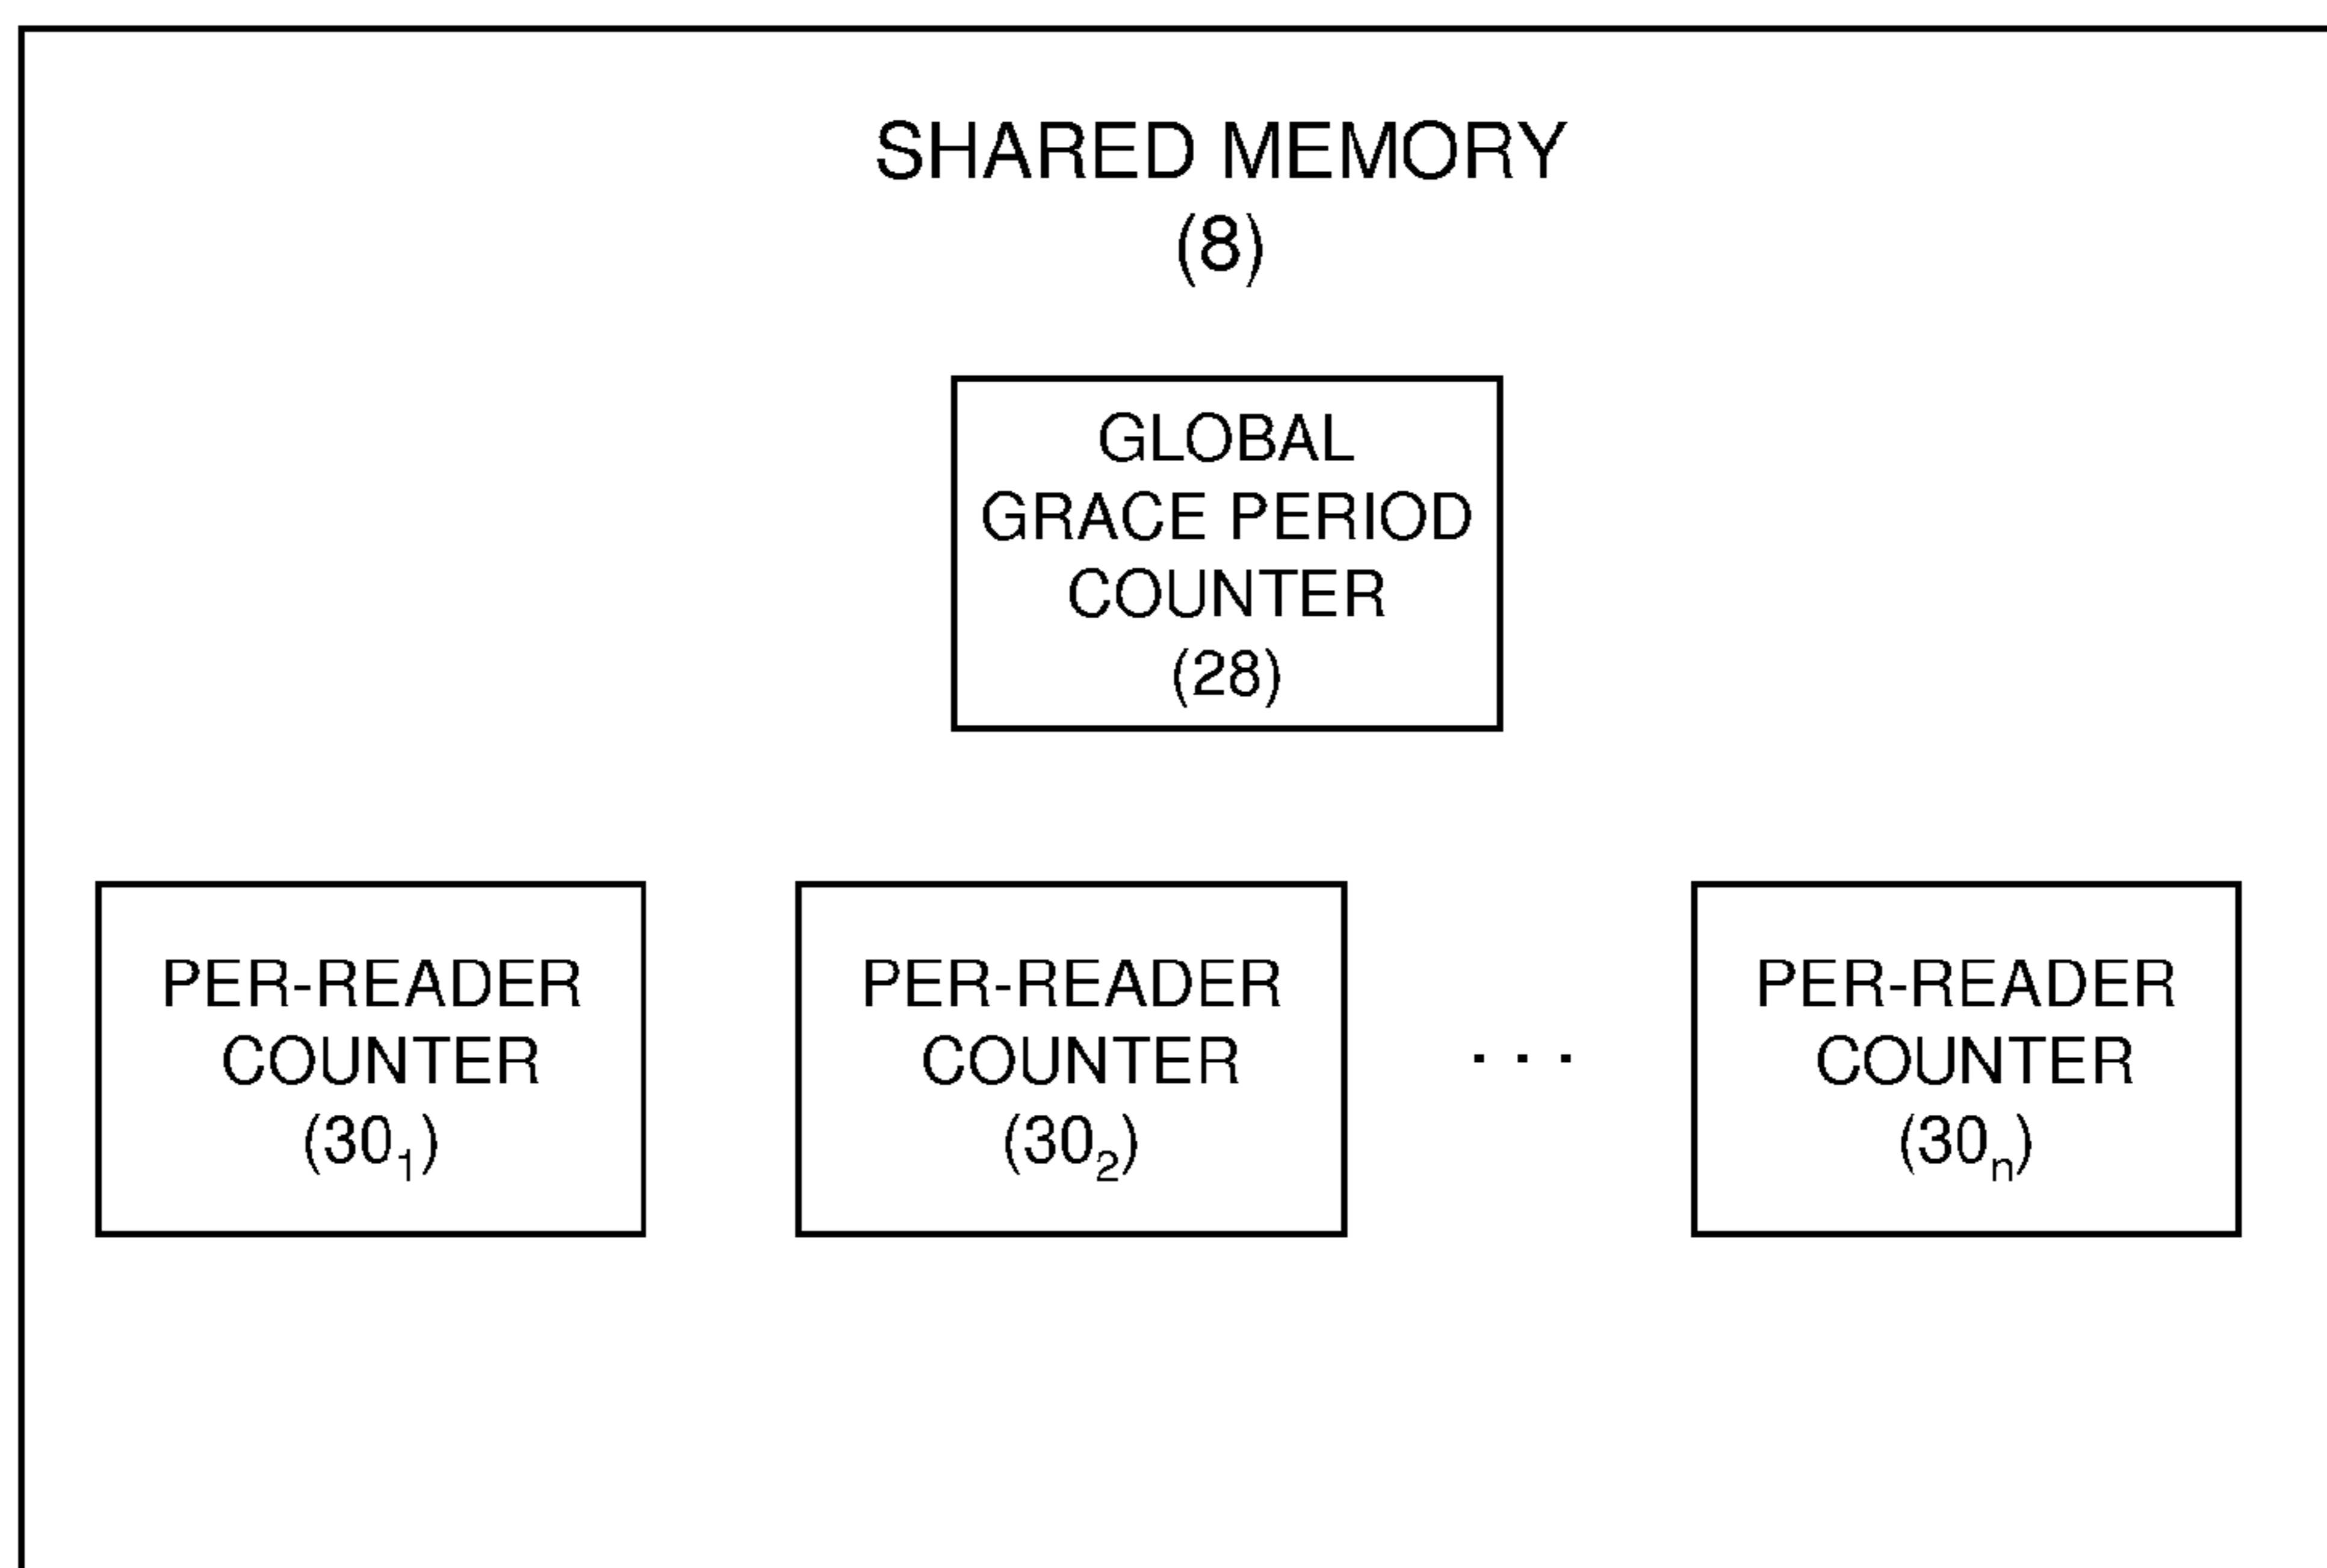 SHARED MEMORY
(8)
GLOBAL
GRACE PERIOD
COUNTER
(28)
PER-READER
COUNTER
(30₁)
PER-READER
COUNTER
(30₂)
. . .
PER-READER
COUNTER
(30ₙ)